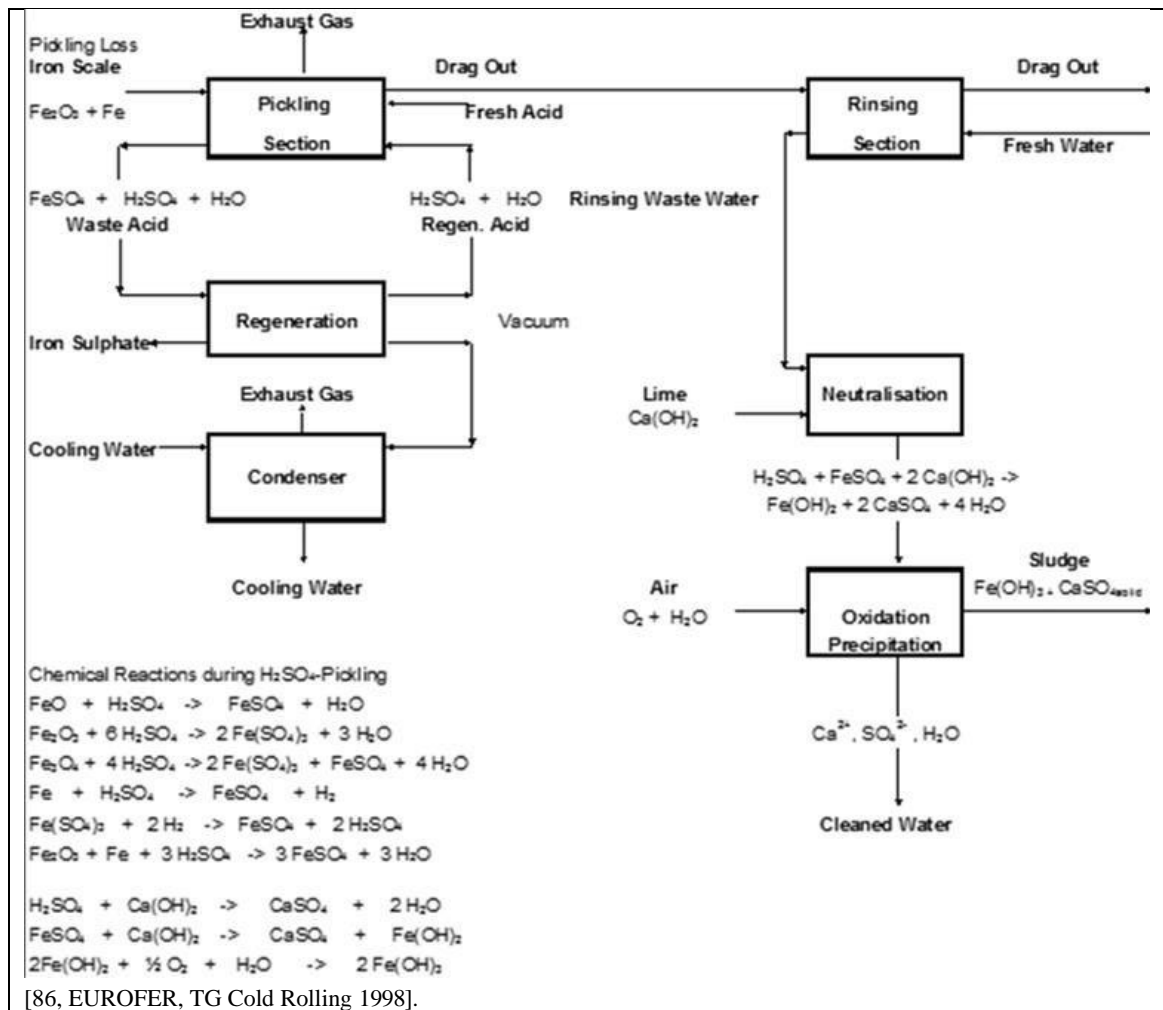 Exhaust Gas
Pickling Loss
Iron Scale
Drag Out
Drag Out
Fe₂O₃ + Fe
Pickling
Section
Fresh Acid
Rinsing
Section
Fresh Water
FeSO₄ + H₂SO₄ + H₂O
Waste Acid
H₂SO₄ + H₂O
Regen. Acid
Rinsing Waste Water
Regeneration
Vacuum
Iron Sulphate
Exhaust Gas
Lime
Ca(OH)₂
Neutralisation
Cooling Water
Condenser
H₂SO₄ + FeSO₄ + 2 Ca(OH)₂ ->
Fe(OH)₂ + 2 CaSO₄ + 4 H₂O
Cooling Water
Air
O₂ + H₂O
Oxidation
Precipitation
Sludge
Fe(OH)₃ + CaSO₄solid
Chemical Reactions during H₂SO₄-Pickling
FeO + H₂SO₄ -> FeSO₄ + H₂O
Fe₂O₃ + 6 H₂SO₄ -> 2 Fe(SO₄)₃ + 3 H₂O
Fe₃O₄ + 4 H₂SO₄ -> 2 Fe(SO₄)₃ + FeSO₄ + 4 H₂O
Fe + H₂SO₄ -> FeSO₄ + H₂
Fe(SO₄)₃ + 2 H₂ -> FeSO₄ + 2 H₂SO₄
Fe₂O₃ + Fe + 3 H₂SO₄ -> 3 FeSO₄ + 3 H₂O
Ca²⁺, SO₄²⁻, H₂O
Cleaned Water
H₂SO₄ + Ca(OH)₂ -> CaSO₄ + 2 H₂O
FeSO₄ + Ca(OH)₂ -> CaSO₄ + Fe(OH)₂
2Fe(OH)₂ + ½ O₂ + H₂O -> 2 Fe(OH)₃
[86, EUROFER, TG Cold Rolling 1998].